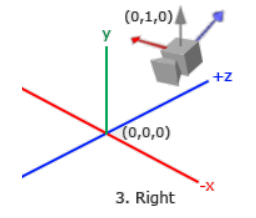 (0,1,0)
y
+z
(0,0,0)
-x
3. Right